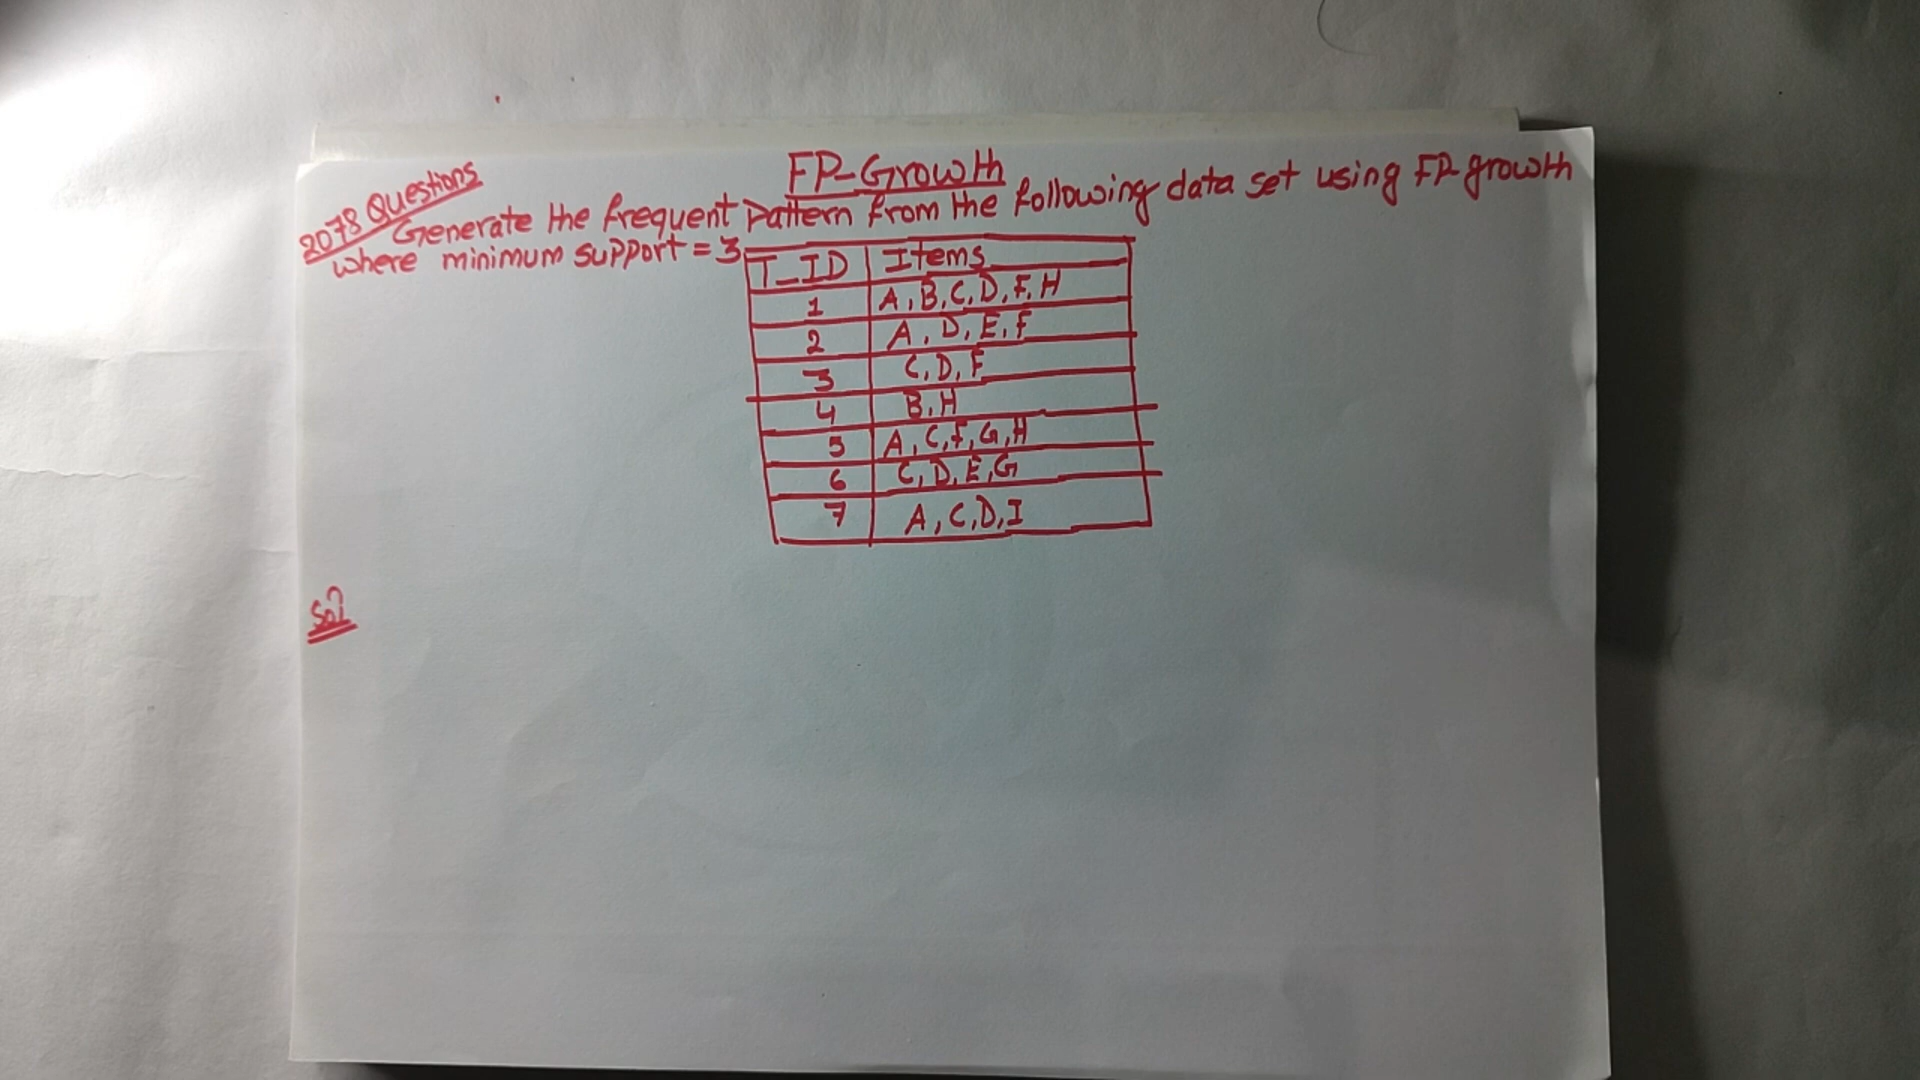 FP-Growth
2078 Questions
Generate the frequent pattern from the following data set using FP-growth
where minimum support = 3
T_ID Items
1 A, B, C, D, F, H
2 A, D, E, F
3 C, D, F
4 B, H
5 A, C, F, G, H
6 C, D, E, G
7 A, C, D, I
Sol